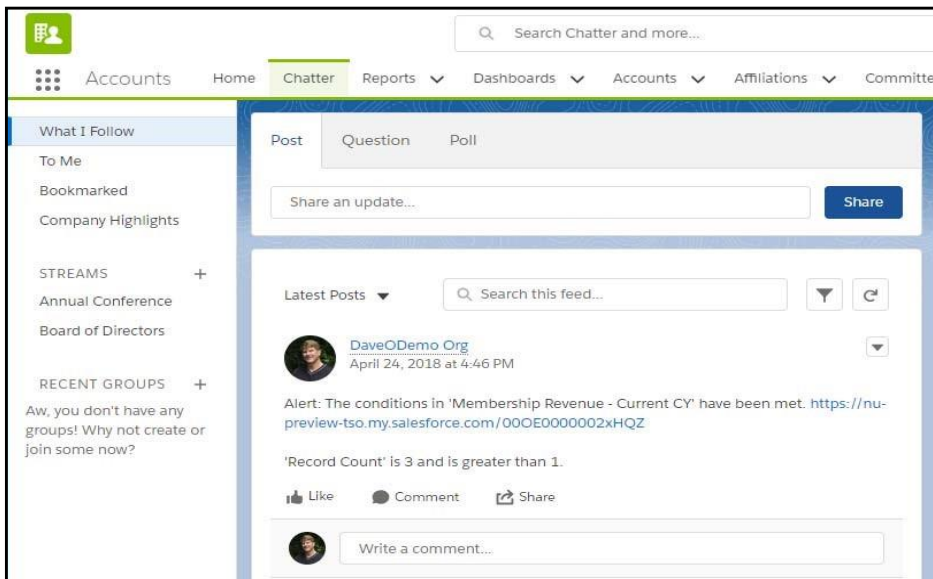 Search Chatter and more...
Accounts
Home Chatter Reports Dashboards Accounts Affiliations Committe
What I Follow
To Me
Bookmarked
Company Highlights
STREAMS
Annual Conference
Board of Directors
RECENT GROUPS
Aw, you don't have any
groups! Why not create or
join some now?
Post Question Poll
Share an update...
Share
Latest Posts
Search this feed...
DaveODemo Org
April 24, 2018 at 4:46 PM
Alert: The conditions in 'Membership Revenue - Current CY' have been met. https://nu-
preview-tso.my.salesforce.com/00OE0000002xHQZ
'Record Count' is 3 and is greater than 1.
Like Comment Share
Write a comment...